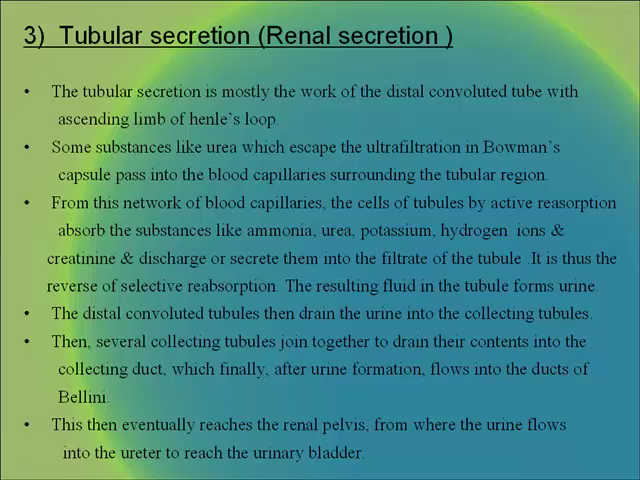 3) Tubular secretion (Renal secretion )
• The tubular secretion is mostly the work of the distal convoluted tube with
ascending limb of henle's loop.
• Some substances like urea which escape the ultrafiltration in Bowman's
capsule pass into the blood capillaries surrounding the tubular region.
• From this network of blood capillaries, the cells of tubules by active reasorption
absorb the substances like ammonia, urea, potassium, hydrogen ions &
creatinine & discharge or secrete them into the filtrate of the tubule .It is thus the
reverse of selective reabsorption. The resulting fluid in the tubule forms urine.
• The distal convoluted tubules then drain the urine into the collecting tubules.
• Then, several collecting tubules join together to drain their contents into the
collecting duct, which finally, after urine formation, flows into the ducts of
Bellini.
• This then eventually reaches the renal pelvis, from where the urine flows
into the ureter to reach the urinary bladder.